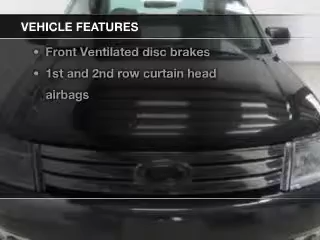 VEHICLE FEATURES
• Front Ventilated disc brakes
• 1st and 2nd row curtain head
airbags